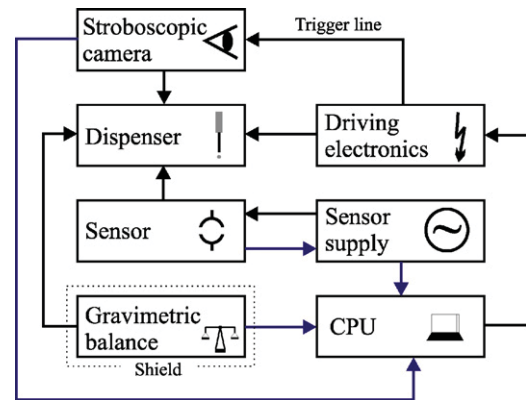 Stroboscopic
camera
Trigger line
Dispenser
Driving
electronics
Sensor
Sensor
supply
Gravimetric
balance
CPU
Shield